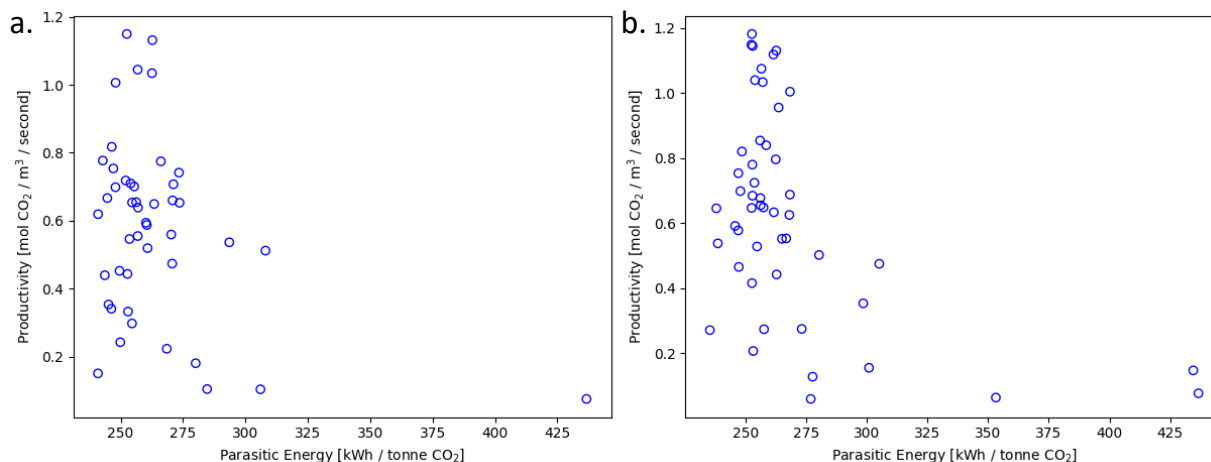 a.
1.2
1.0
0.8
0.6
0.4
0.2
Productivity [mol CO₂ / m³ / second]
250 275 300 325 350 375 400 425
Parasitic Energy [kWh / tonne CO₂]
b.
1.2
1.0
0.8
0.6
0.4
0.2
Productivity [mol CO₂ / m³ / second]
250 275 300 325 350 375 400 425
Parasitic Energy [kWh / tonne CO₂]